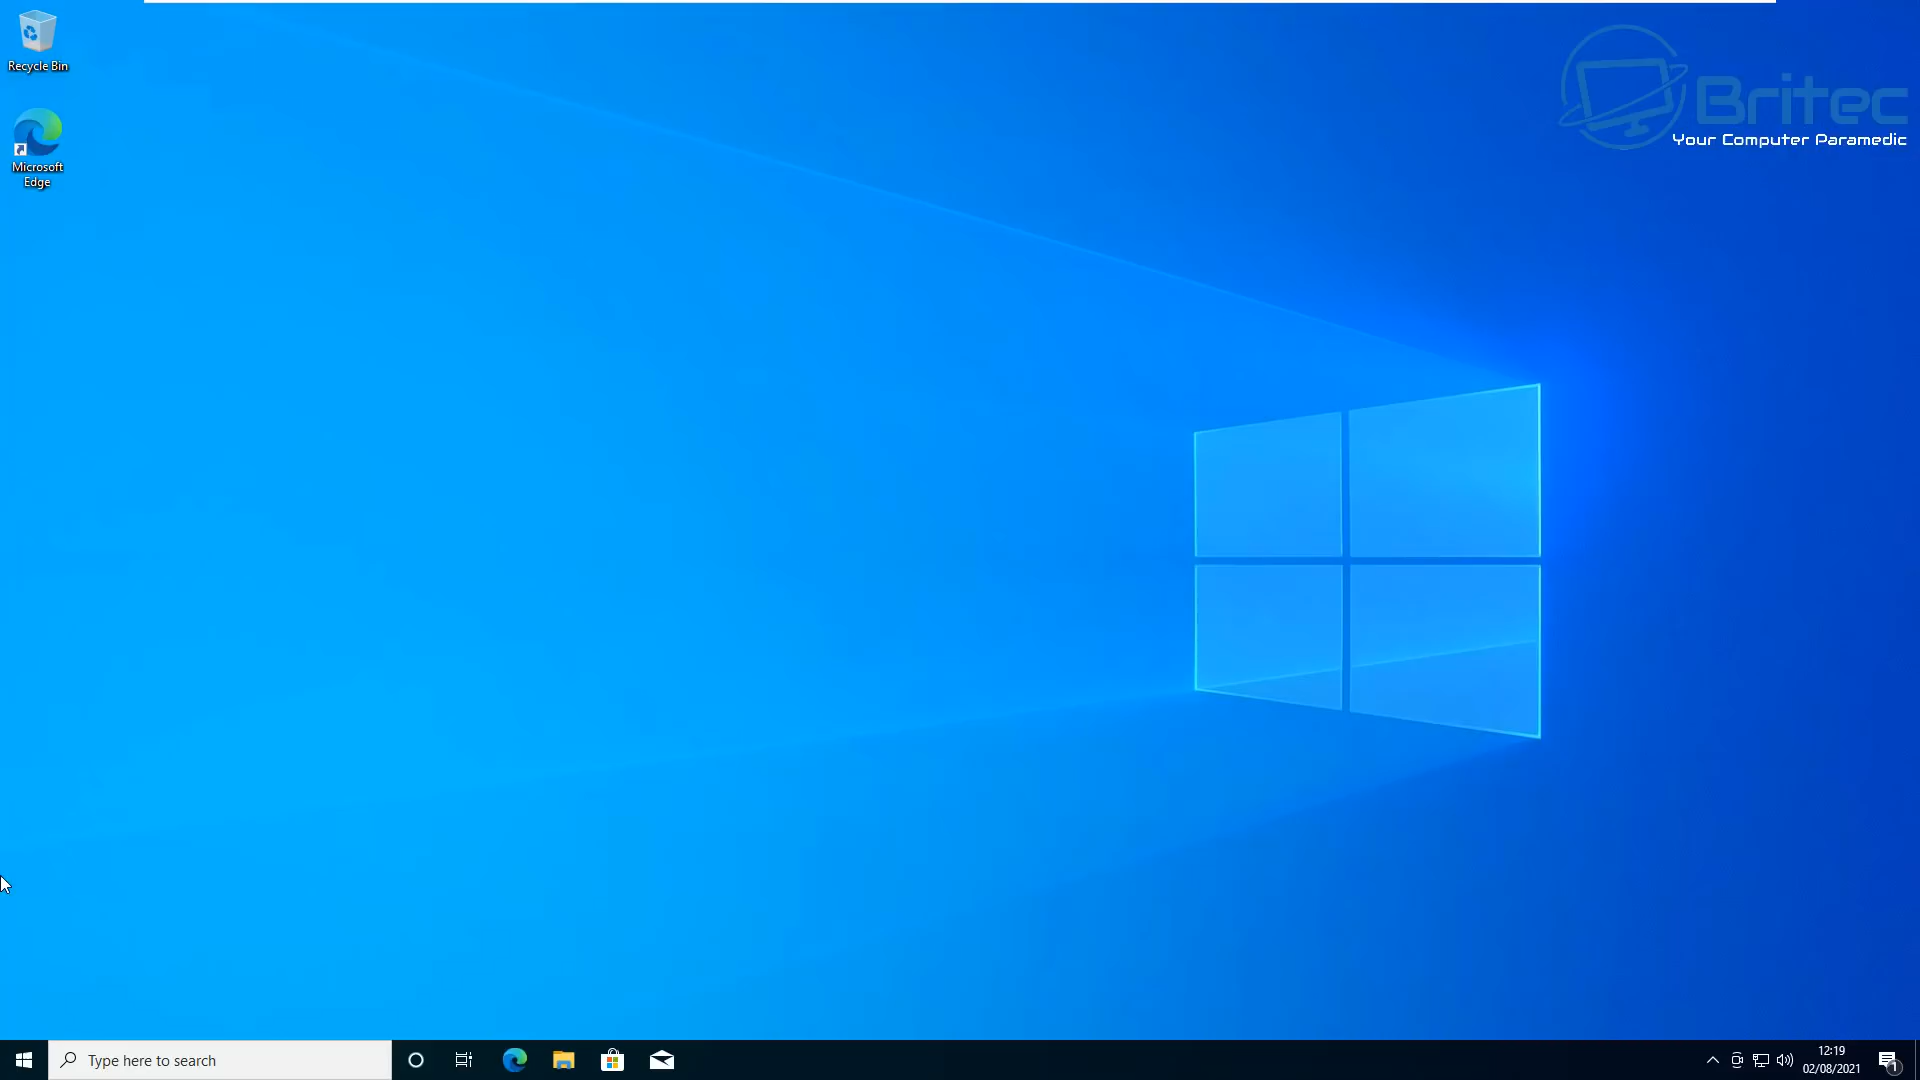 Recycle Bin
Microsoft
Edge
Britec
Your Computer Paramedic
Type here to search
12:19
02/08/2021
1